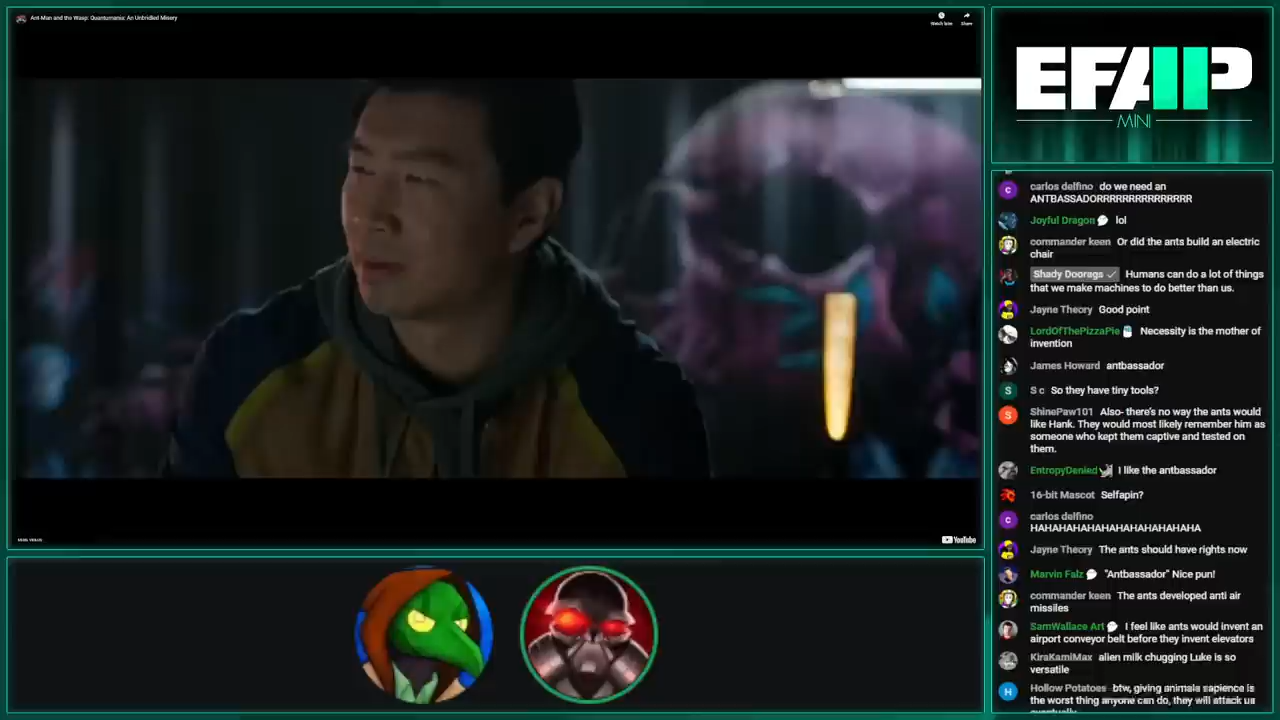 Ant-Man and the Wasp: Quantumania: An Unbridled Misery
Watch later
Share
MORE VIDEOS
YouTube
EFAP
MINI
carlos delfino do we need an
ANTBASSADORRRRRRRRRRRRRRR
Joyful Dragon lol
commander keen Or did the ants build an electric
chair
Shady Doorags Humans can do a lot of things
that we make machines to do better than us.
Jayne Theory Good point
LordOfThePizzaPie Necessity is the mother of
invention
James Howard antbassador
S c So they have tiny tools?
ShinePaw101 Also- there's no way the ants would
like Hank. They would most likely remember him as
someone who kept them captive and tested on
them.
EntropyDenied I like the antbassador
16-bit Mascot Selfapin?
carlos delfino
HAHAHAHAHAHAHAHAHAHAHA
Jayne Theory The ants should have rights now
Marvin Falz "Antbassador" Nice pun!
commander keen The ants developed anti air
missiles
SamWallace Art I feel like ants would invent an
airport conveyor belt before they invent elevators
KiraKamiMax alien milk chugging Luke is so
versatile
Hollow Potatoes btw, giving animals sapience is
the worst thing anyone can do, they will attack us
eventually